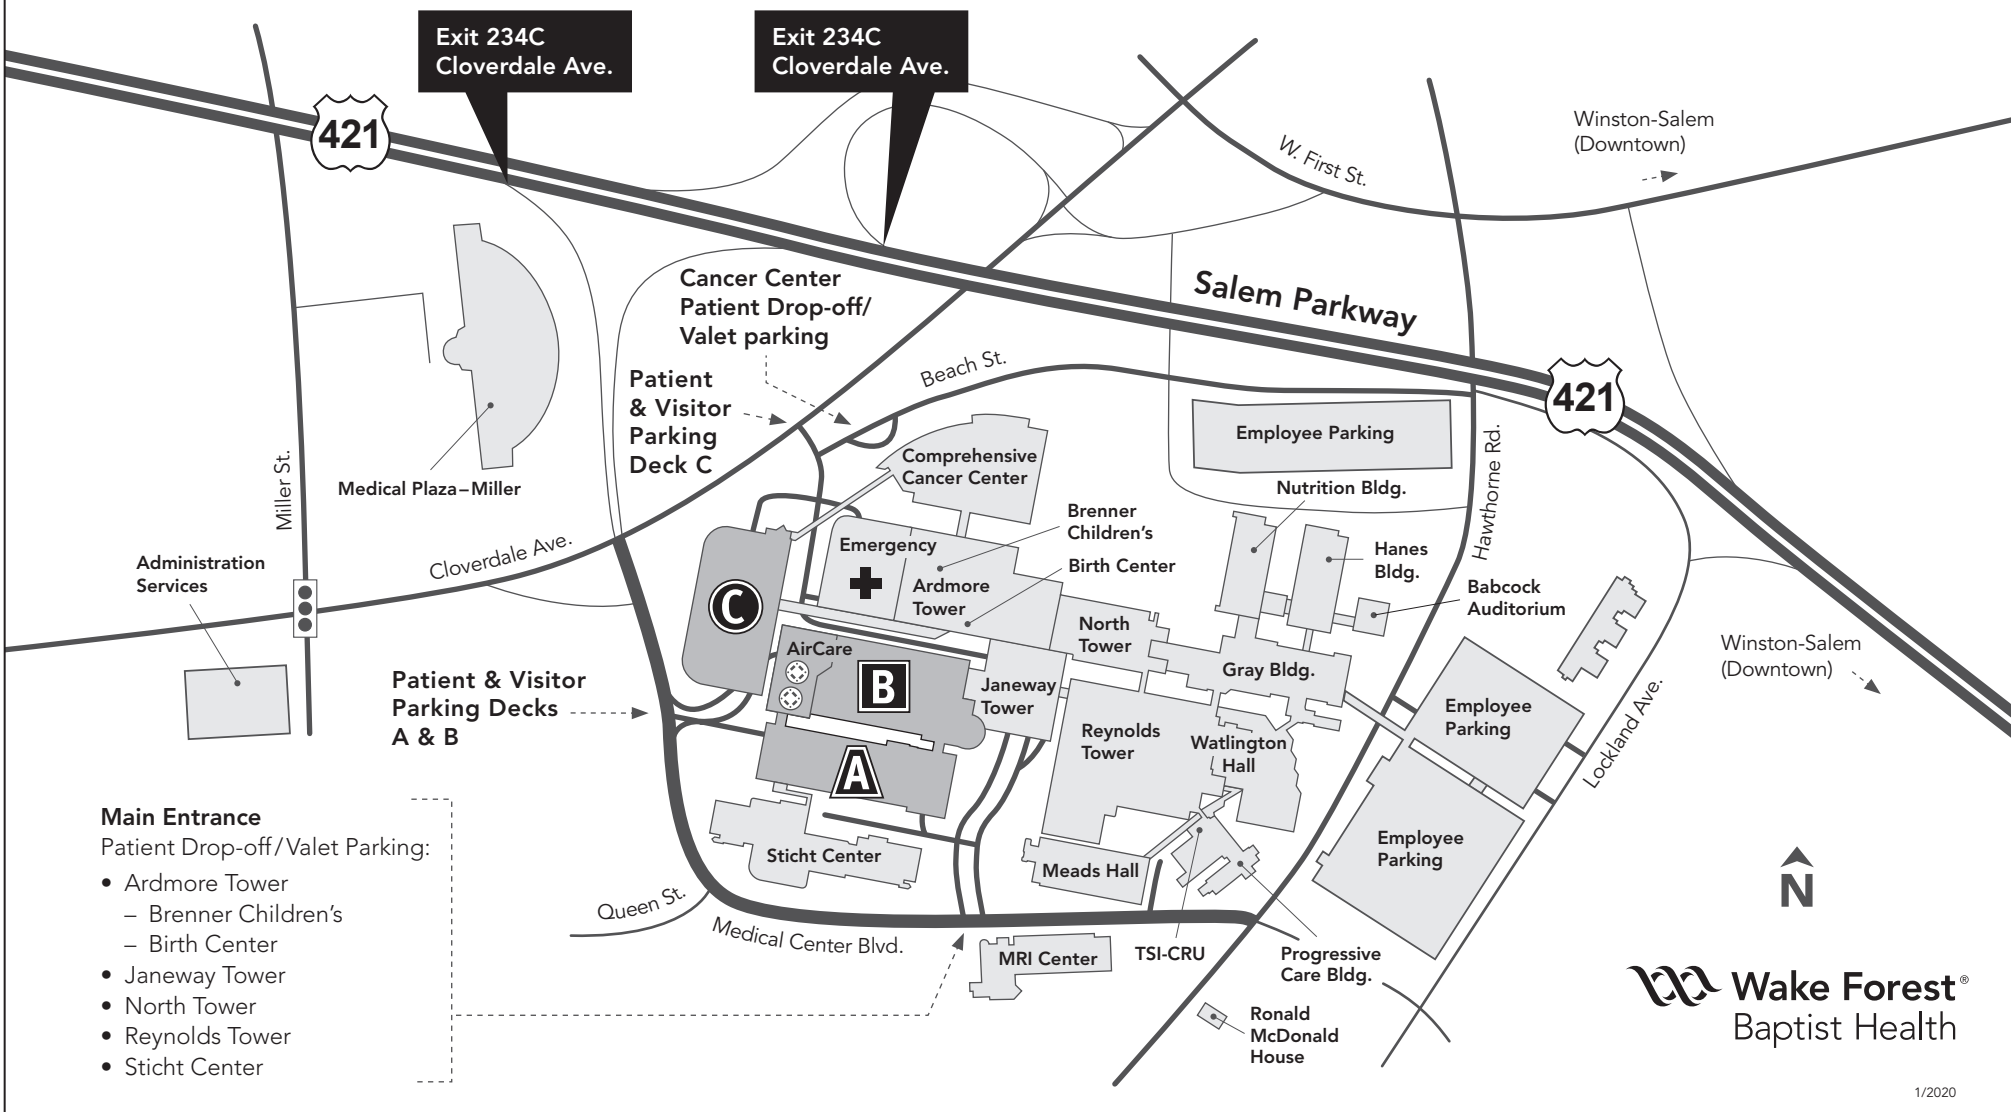 Exit 234C
Cloverdale Ave.
Exit 234C
Cloverdale Ave.
421
W. First St.
Winston-Salem
(Downtown)
Salem Parkway
421
Cancer Center
Patient Drop-off/
Valet parking
Beach St.
Patient
& Visitor
Parking
Deck C
Employee Parking
Comprehensive
Cancer Center
Nutrition Bldg.
Hawthorne Rd.
Miller St.
Medical Plaza–Miller
Cloverdale Ave.
Administration
Services
Brenner
Children's
Birth Center
Emergency
Ardmore
Tower
Hanes
Bldg.
Babcock
Auditorium
C
North
Tower
AirCare
B
Janeway
Tower
Gray Bldg.
Winston-Salem
(Downtown)
Patient & Visitor
Parking Decks
A & B
A
Reynolds
Tower
Watlington
Hall
Employee
Parking
Lockland Ave.
Employee
Parking
Sticht Center
Meads Hall
Queen St.
Medical Center Blvd.
MRI Center
TSI-CRU
Progressive
Care Bldg.
Ronald
McDonald
House
Main Entrance
Patient Drop-off/Valet Parking:
• Ardmore Tower
– Brenner Children's
– Birth Center
• Janeway Tower
• North Tower
• Reynolds Tower
• Sticht Center
N
Wake Forest®
Baptist Health
1/2020